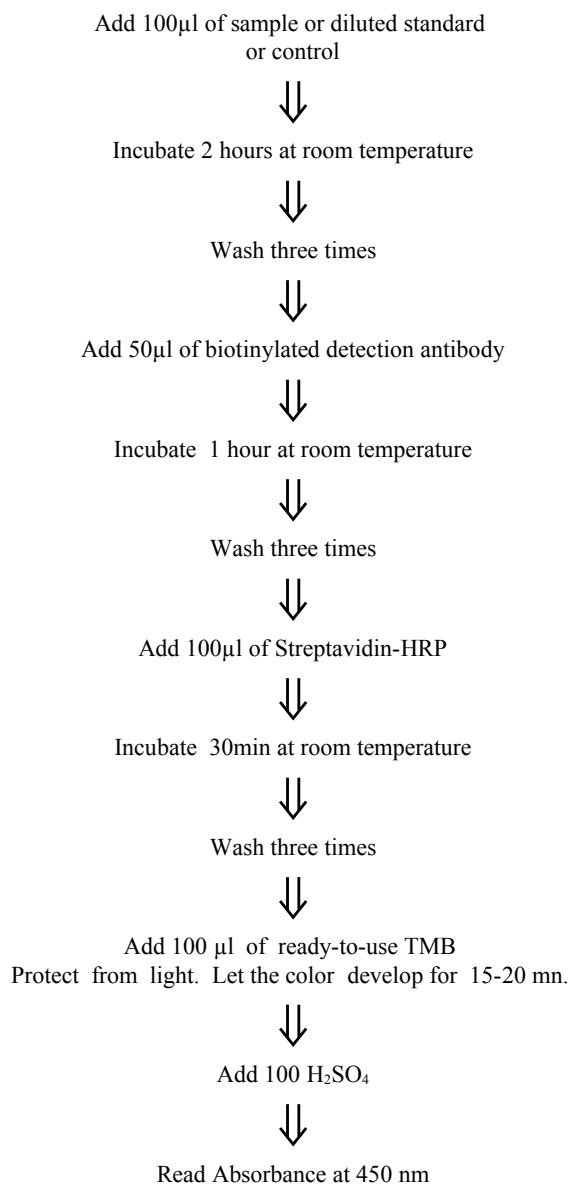 Add 100µl of sample or diluted standard
or control
Incubate 2 hours at room temperature
Wash three times
Add 50µl of biotinylated detection antibody
Incubate 1 hour at room temperature
Wash three times
Add 100µl of Streptavidin-HRP
Incubate 30min at room temperature
Wash three times
Add 100 µl of ready-to-use TMB
Protect from light. Let the color develop for 15-20 mn.
Add 100 H₂SO₄
Read Absorbance at 450 nm